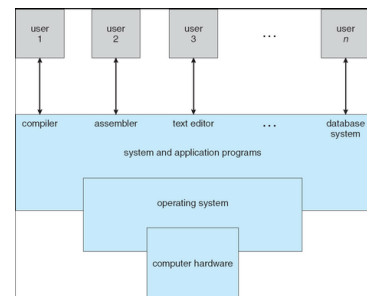 user 1
user 2
user 3
...
user n
compiler
assembler
text editor
...
database system
system and application programs
operating system
computer hardware